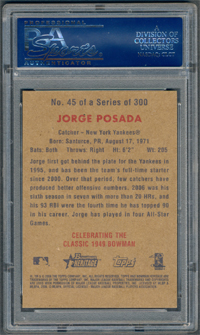 PROFESSIONAL
PSA
SPORTS
AUTHENTICATOR
A DIVISION OF
COLLECTORS
UNIVERSE
No. 45 of a Series of 300
JORGE POSADA
Catcher - New York Yankees®
Born: Santurce, PR, August 17, 1971
Bats: Both Throws: Right Ht: 6'2" Wt: 205
Jorge first got behind the plate for the Yankees in
1995, and has been the team's full-time starter
since 2000. Over that period, few catchers have
produced better offensive numbers. 2006 was his
sixth season in seven with more than 20 HRs, and
his 93 RBI were the fourth time he has topped 90
in his career. Jorge has played in four All-Star
Games.
CELEBRATING THE
CLASSIC 1948 BOWMAN
Bowman
HERITAGE
Topps